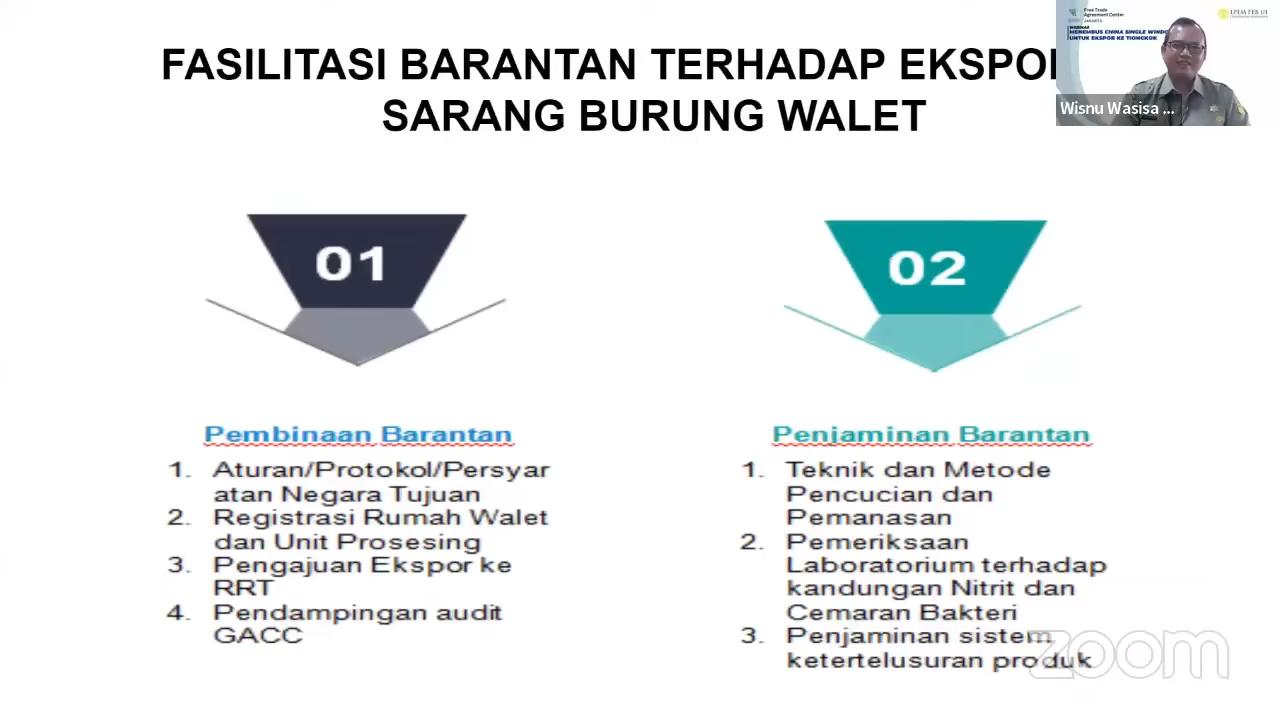 FASILITASI BARANTAN TERHADAP EKSPO
SARANG BURUNG WALET
Free Trade
Agreement Center
JAKARTA
WEBINAR
MENEMBUS CHINA SINGLE WINDO
UNTUK EKSPOR KE TIONGKOK
LPEM FEB UI
Wisnu Wasisa ...
01
Pembinaan Barantan
1. Aturan/Protokol/Persyar
atan Negara Tujuan
2. Registrasi Rumah Walet
dan Unit Prosesing
3. Pengajuan Ekspor ke
RRT
4. Pendampingan audit
GACC
02
Penjaminan Barantan
1. Teknik dan Metode
Pencucian dan
Pemanasan
2. Pemeriksaan
Laboratorium terhadap
kandungan Nitrit dan
Cemaran Bakteri
3. Penjaminan sistem
ketertelusuran produk
zoom